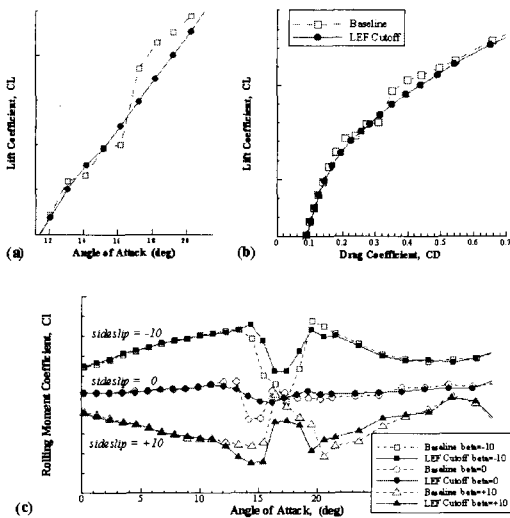 Baseline
LEF Cutoff
Lift Coefficient, CL
12 14 16 18 20
(a)
Angle of Attack (deg)
Lift Coefficient, CL
0 0.1 0.2 0.3 0.4 0.5 0.6 0.7
(b)
Drag Coefficient, CD
Rolling Moment Coefficient, Cl
sideslip = -10
sideslip = 0
sideslip = +10
Baseline beta=-10
LEF Cutoff beta=-10
Baseline beta=0
LEF Cutoff beta=0
Baseline beta=+10
LEF Cutoff beta=+10
0 5 10 15 20
(c)
Angle of Attack, (deg)